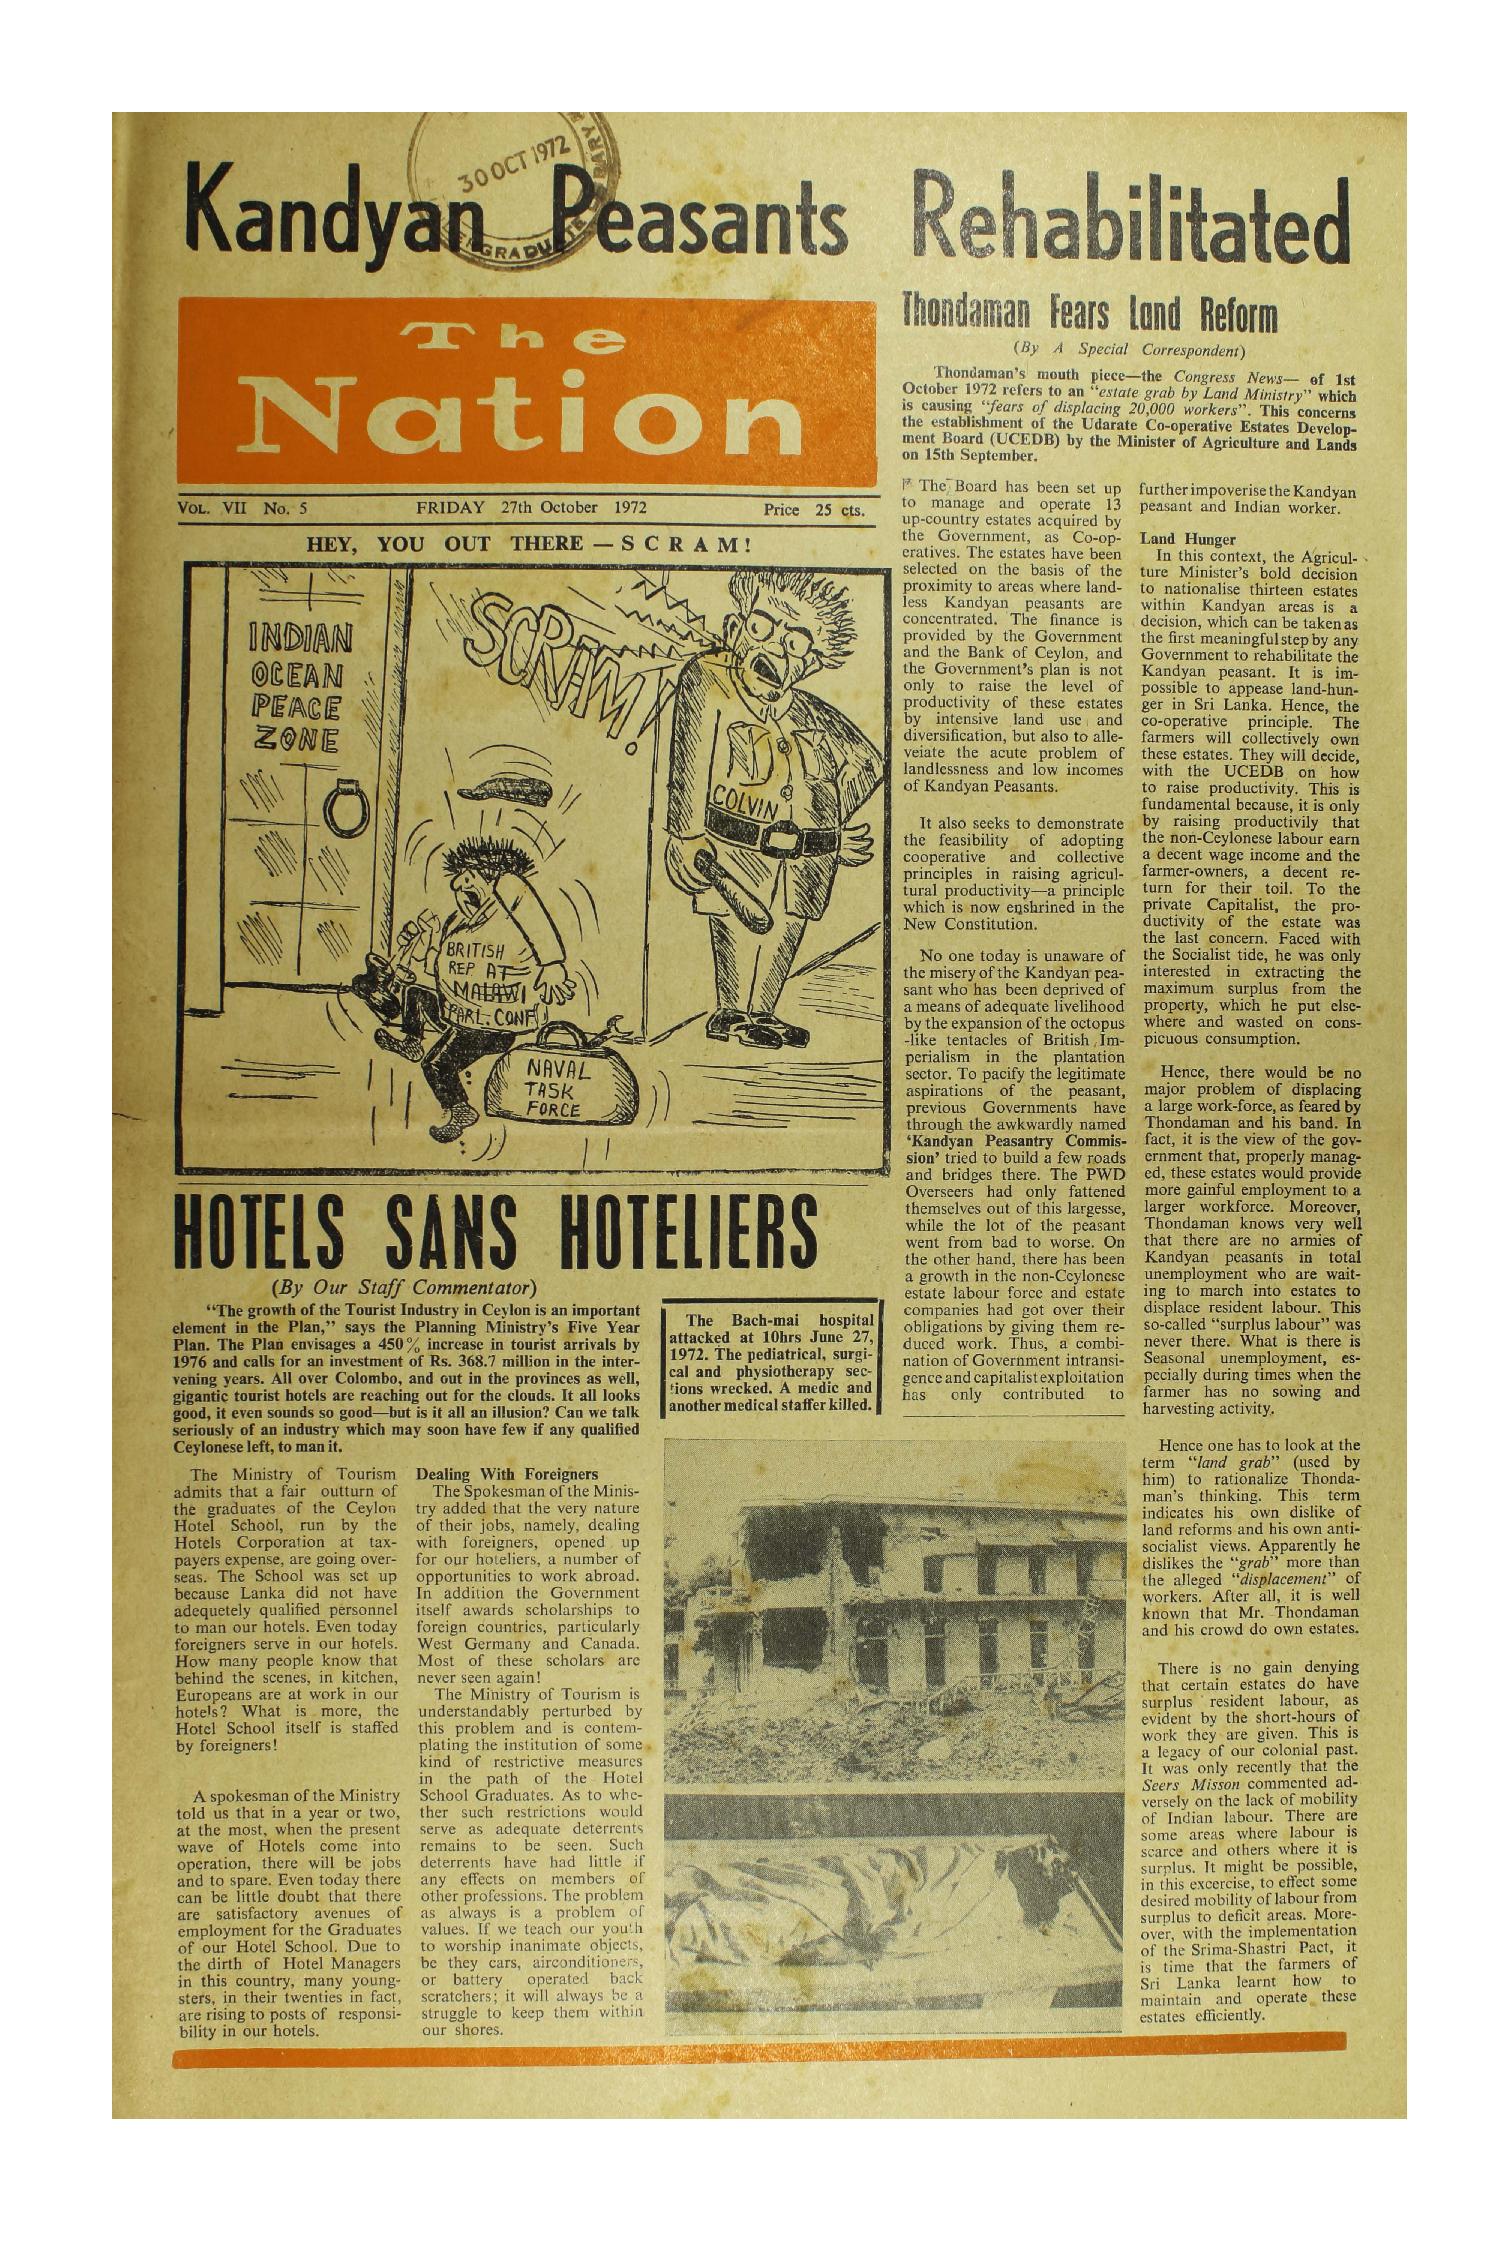 30 OCT 1972
Kandyan Peasants Rehabilitated
The
Nation
VOL. VII No. 5 FRIDAY 27th October 1972 Price 25 cts.
HEY, YOU OUT THERE — S C R A M !
INDIAN
OCEAN
PEACE
ZONE
SCRAM!
COLVIN
BRITISH
REP AT
MALAWI
PARL. CONF
NAVAL
TASK
FORCE
HOTELS SANS HOTELIERS
(By Our Staff Commentator)
"The growth of the Tourist Industry in Ceylon is an important
element in the Plan," says the Planning Ministry's Five Year
Plan. The Plan envisages a 450% increase in tourist arrivals by
1976 and calls for an investment of Rs. 368.7 million in the inter-
vening years. All over Colombo, and out in the provinces as well,
gigantic tourist hotels are reaching out for the clouds. It all looks
good, it even sounds so good—but is it all an illusion? Can we talk
seriously of an industry which may soon have few if any qualified
Ceylonese left, to man it.
The Ministry of Tourism
admits that a fair outturn of
the graduates of the Ceylon
Hotel School, run by the
Hotels Corporation at tax-
payers expense, are going over-
seas. The School was set up
because Lanka did not have
adequetely qualified personnel
to man our hotels. Even today
foreigners serve in our hotels.
How many people know that
behind the scenes, in kitchen,
Europeans are at work in our
hotels? What is more, the
Hotel School itself is staffed
by foreigners!
A spokesman of the Ministry
told us that in a year or two,
at the most, when the present
wave of Hotels come into
operation, there will be jobs
and to spare. Even today there
can be little doubt that there
are satisfactory avenues of
employment for the Graduates
of our Hotel School. Due to
the dirth of Hotel Managers
in this country, many young-
sters, in their twenties in fact,
are rising to posts of responsi-
bility in our hotels.
Dealing With Foreigners
The Spokesman of the Minis-
try added that the very nature
of their jobs, namely, dealing
with foreigners, opened up
for our hoteliers, a number of
opportunities to work abroad.
In addition the Government
itself awards scholarships to
foreign countries, particularly
West Germany and Canada.
Most of these scholars are
never seen again!
The Ministry of Tourism is
understandably perturbed by
this problem and is contem-
plating the institution of some
kind of restrictive measures
in the path of the Hotel
School Graduates. As to whe-
ther such restrictions would
serve as adequate deterrents
remains to be seen. Such
deterrents have had little if
any effects on members of
other professions. The problem
as always is a problem of
values. If we teach our youth
to worship inanimate objects,
be they cars, airconditioners,
or battery operated back
scratchers; it will always be a
struggle to keep them within
our shores.
The Bach-mai hospital
attacked at 10hrs June 27,
1972. The pediatrical, surgi-
cal and physiotherapy sec-
tions wrecked. A medic and
another medical staffer killed.
Thondaman Fears Land Reform
(By A Special Correspondent)
Thondaman's mouth piece—the Congress News— of 1st
October 1972 refers to an "estate grab by Land Ministry" which
is causing "fears of displacing 20,000 workers". This concerns
the establishment of the Udarate Co-operative Estates Develop-
ment Board (UCEDB) by the Minister of Agriculture and Lands
on 15th September.
The Board has been set up
to manage and operate 13
up-country estates acquired by
the Government, as Co-op-
eratives. The estates have been
selected on the basis of the
proximity to areas where land-
less Kandyan peasants are
concentrated. The finance is
provided by the Government
and the Bank of Ceylon, and
the Government's plan is not
only to raise the level of
productivity of these estates
by intensive land use and
diversification, but also to alle-
veiate the acute problem of
landlessness and low incomes
of Kandyan Peasants.
It also seeks to demonstrate
the feasibility of adopting
cooperative and collective
principles in raising agricul-
tural productivity—a principle
which is now enshrined in the
New Constitution.
No one today is unaware of
the misery of the Kandyan pea-
sant who has been deprived of
a means of adequate livelihood
by the expansion of the octopus
-like tentacles of British Im-
perialism in the plantation
sector. To pacify the legitimate
aspirations of the peasant,
previous Governments have
through the awkwardly named
'Kandyan Peasantry Commis-
sion' tried to build a few roads
and bridges there. The PWD
Overseers had only fattened
themselves out of this largesse,
while the lot of the peasant
went from bad to worse. On
the other hand, there has been
a growth in the non-Ceylonese
estate labour force and estate
companies had got over their
obligations by giving them re-
duced work. Thus, a combi-
nation of Government intransi-
gence and capitalist exploitation
has only contributed to
further impoverise the Kandyan
peasant and Indian worker.
Land Hunger
In this context, the Agricul-
ture Minister's bold decision
to nationalise thirteen estates
within Kandyan areas is a
decision, which can be taken as
the first meaningful step by any
Government to rehabilitate the
Kandyan peasant. It is im-
possible to appease land-hun-
ger in Sri Lanka. Hence, the
co-operative principle. The
farmers will collectively own
these estates. They will decide,
with the UCEDB on how
to raise productivity. This is
fundamental because, it is only
by raising productivily that
the non-Ceylonese labour earn
a decent wage income and the
farmer-owners, a decent re-
turn for their toil. To the
private Capitalist, the pro-
ductivity of the estate was
the last concern. Faced with
the Socialist tide, he was only
interested in extracting the
maximum surplus from the
property, which he put else-
where and wasted on cons-
picuous consumption.
Hence, there would be no
major problem of displacing
a large work-force, as feared by
Thondaman and his band. In
fact, it is the view of the gov-
ernment that, properly manag-
ed, these estates would provide
more gainful employment to a
larger workforce. Moreover,
Thondaman knows very well
that there are no armies of
Kandyan peasants in total
unemployment who are wait-
ing to march into estates to
displace resident labour. This
so-called "surplus labour" was
never there. What is there is
Seasonal unemployment, es-
pecially during times when the
farmer has no sowing and
harvesting activity.
Hence one has to look at the
term "land grab" (used by
him) to rationalize Thonda-
man's thinking. This term
indicates his own dislike of
land reforms and his own anti-
socialist views. Apparently he
dislikes the "grab" more than
the alleged "displacement" of
workers. After all, it is well
known that Mr. Thondaman
and his crowd do own estates.
There is no gain denying
that certain estates do have
surplus resident labour, as
evident by the short-hours of
work they are given. This is
a legacy of our colonial past.
It was only recently that the
Seers Misson commented ad-
versely on the lack of mobility
of Indian labour. There are
some areas where labour is
scarce and others where it is
surplus. It might be possible,
in this excercise, to effect some
desired mobility of labour from
surplus to deficit areas. More-
over, with the implementation
of the Srima-Shastri Pact, it
is time that the farmers of
Sri Lanka learnt how to
maintain and operate these
estates efficiently.